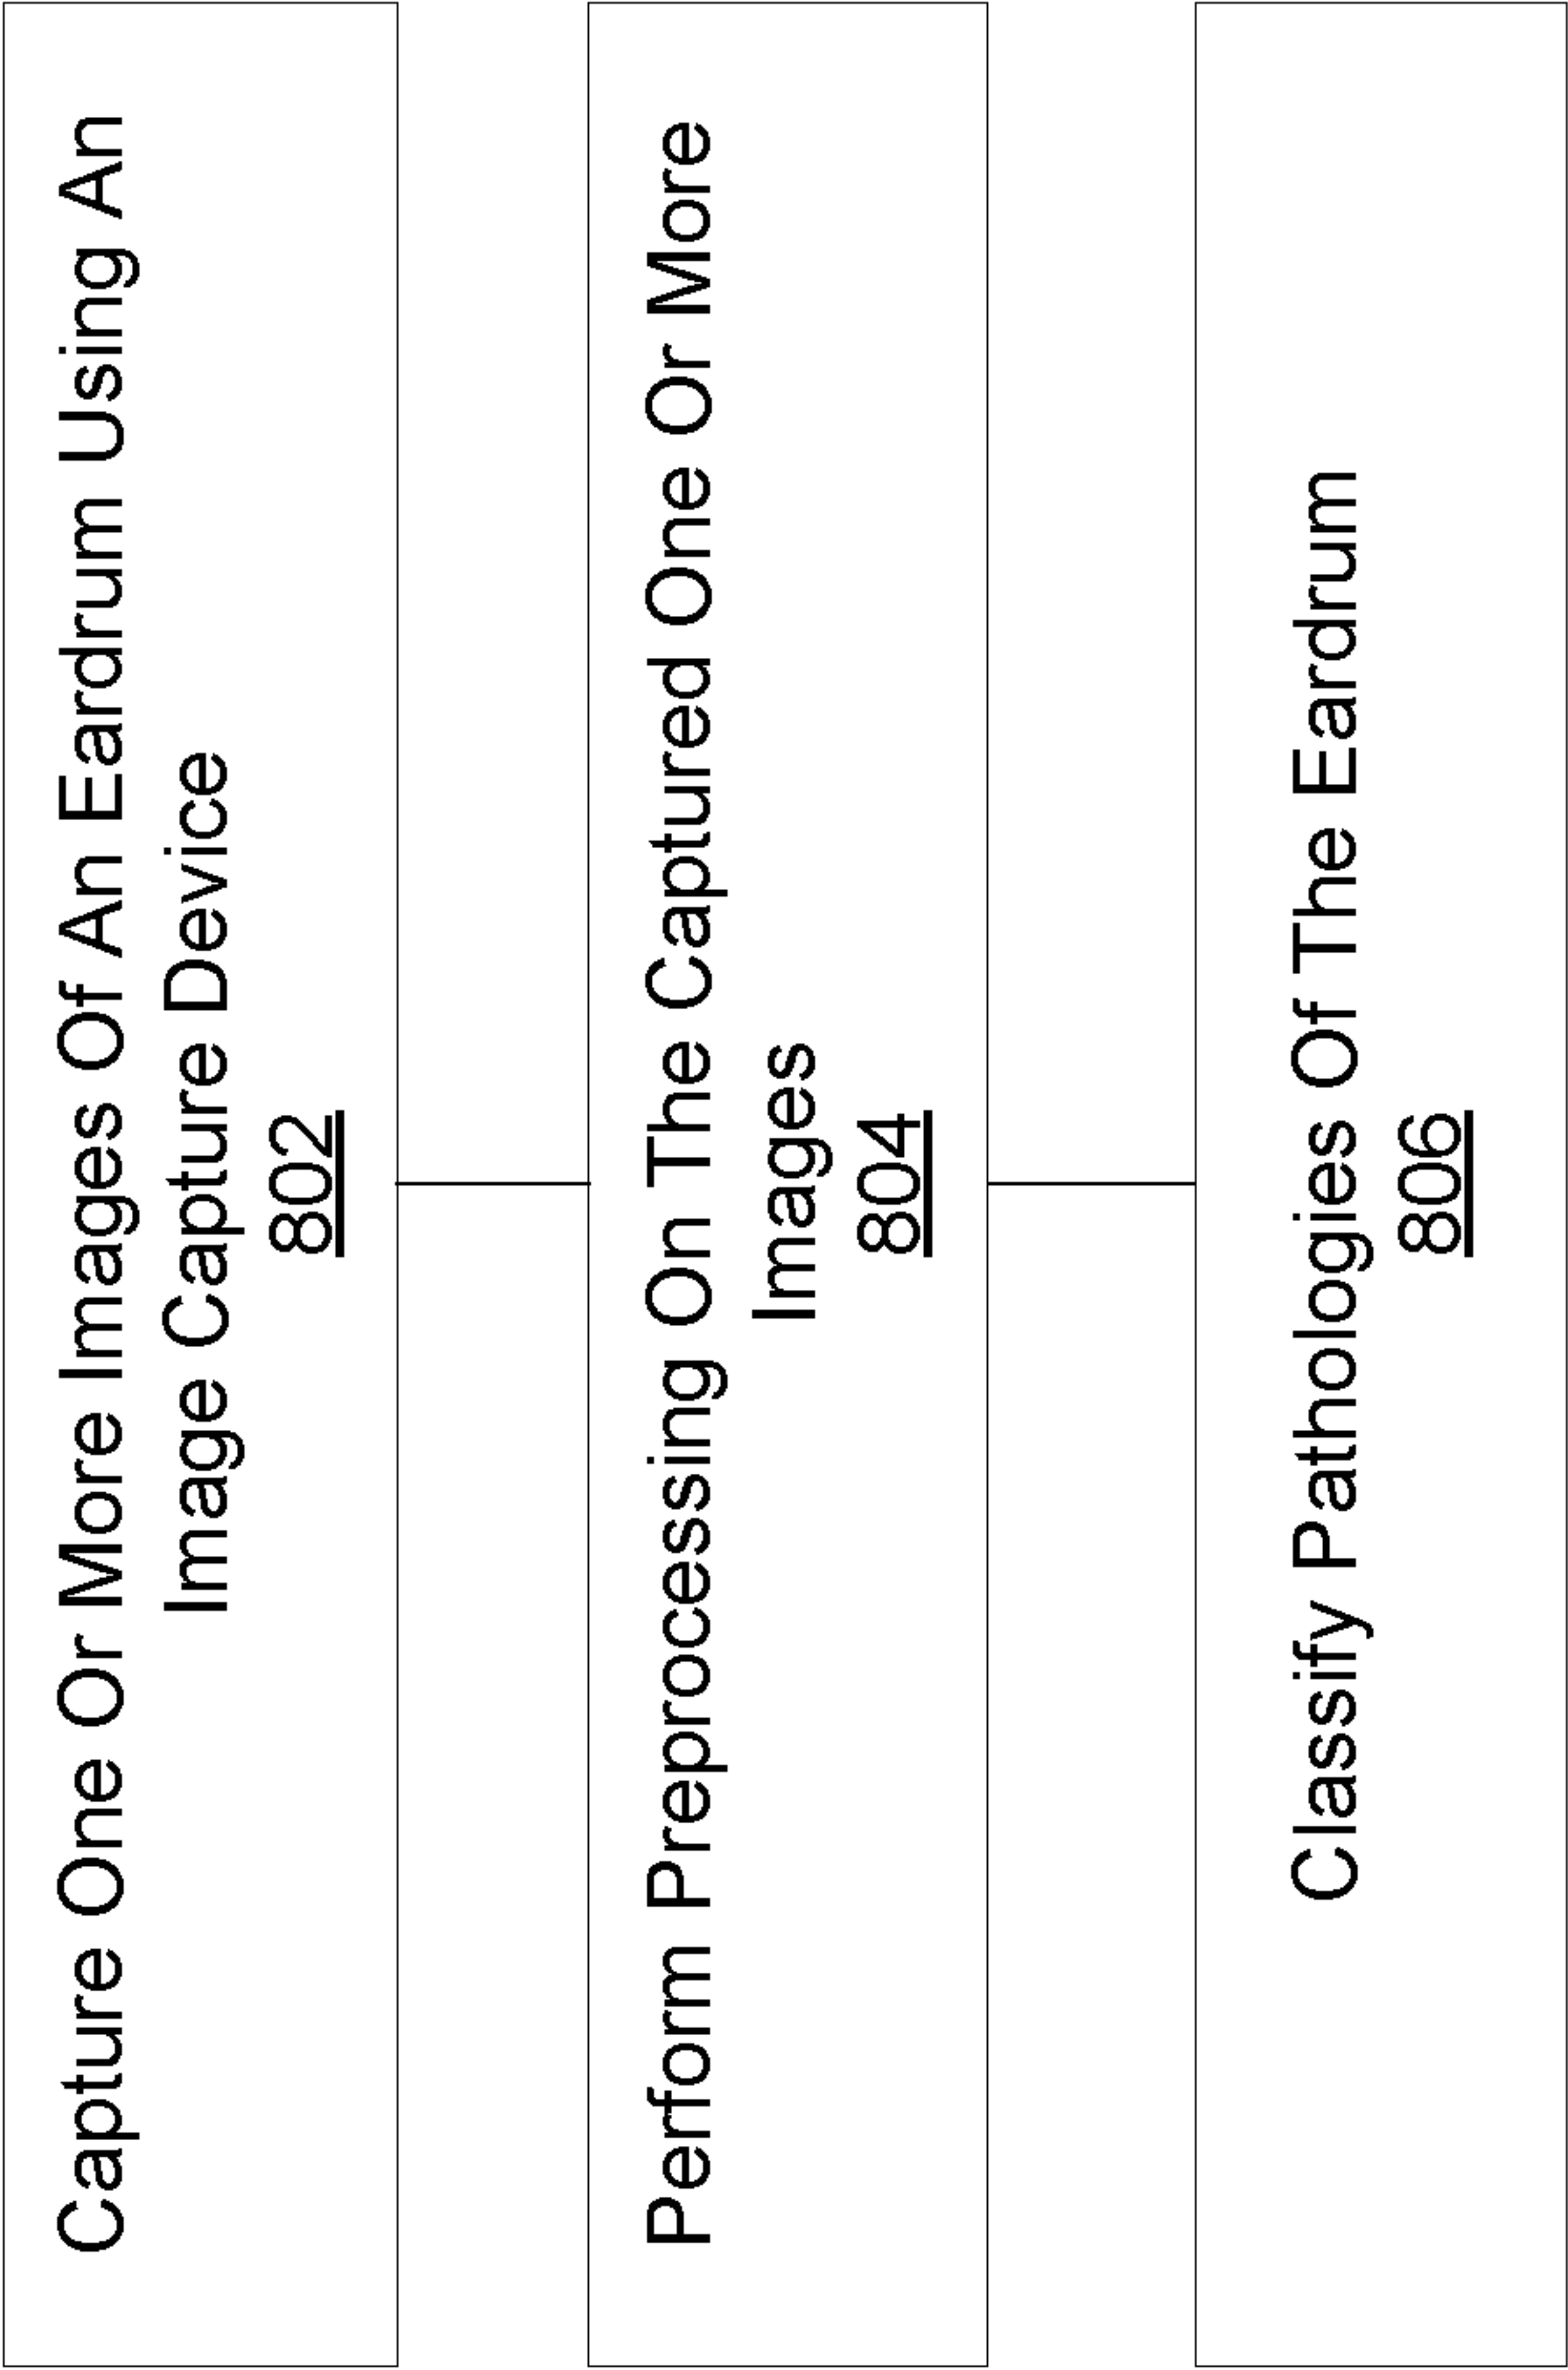 Capture One Or More Images Of An Eardrum Using An
Image Capture Device
802
Perform Preprocessing On The Captured One Or More
Images
804
Classify Pathologies Of The Eardrum
806